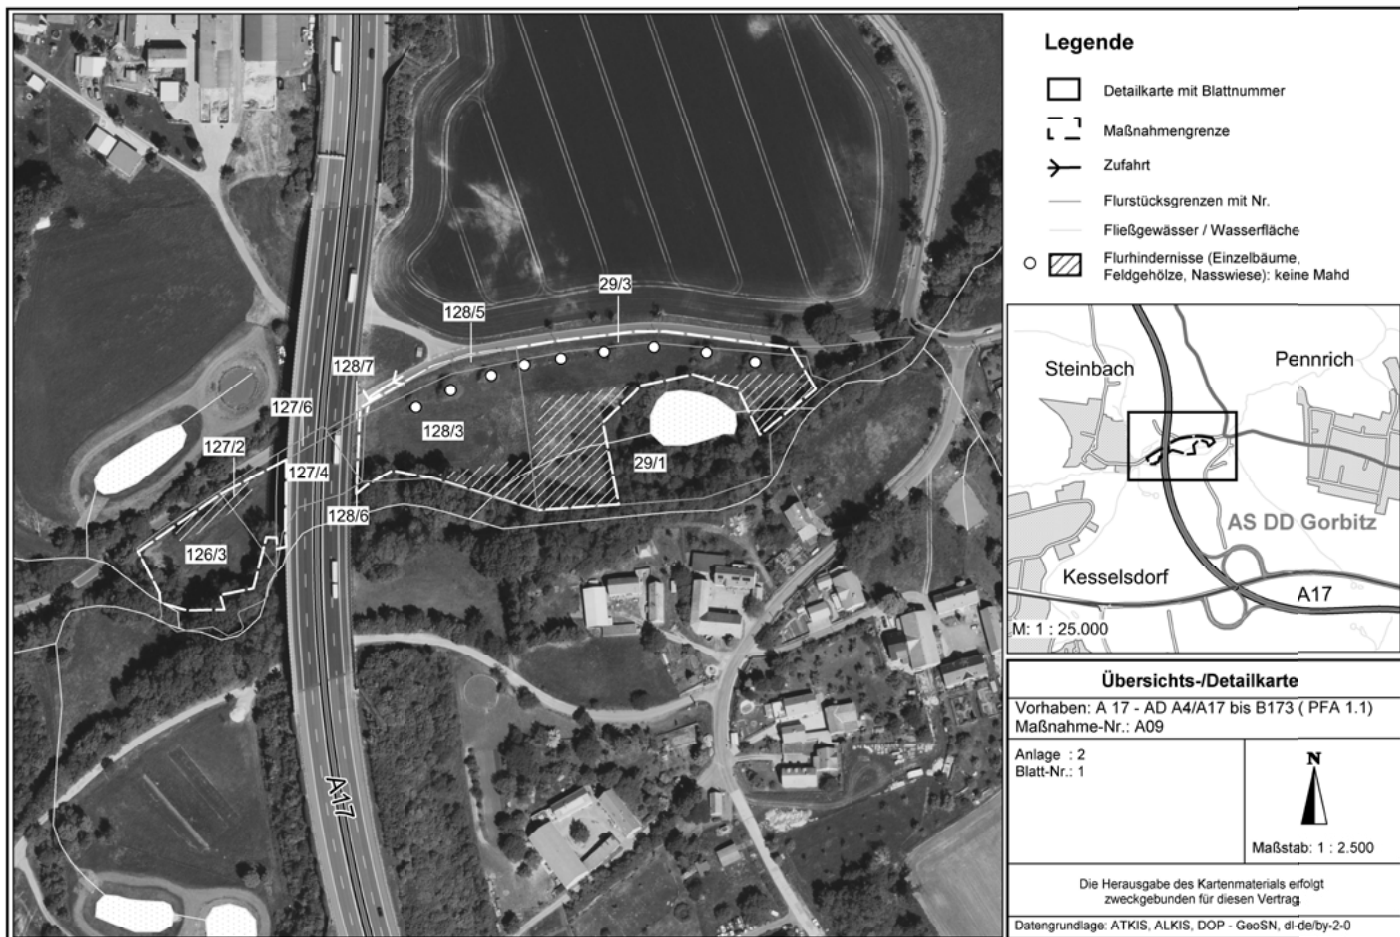 29/3
128/5
128/7
127/6
128/3
127/2
29/1
127/4
128/6
126/3
A17
Legende
Detailkarte mit Blattnummer
Maßnahmengrenze
Zufahrt
Flurstücksgrenzen mit Nr.
Fließgewässer / Wasserfläche
Flurhindernisse (Einzelbäume,
Feldgehölze, Nasswiese): keine Mahd
Steinbach
Pennrich
AS DD Gorbitz
Kesselsdorf
A17
M: 1 : 25.000
Übersichts-/Detailkarte
Vorhaben: A 17 - AD A4/A17 bis B173 ( PFA 1.1)
Maßnahme-Nr.: A09
Anlage : 2
Blatt-Nr.: 1
N
Maßstab: 1 : 2.500
Die Herausgabe des Kartenmaterials erfolgt
zweckgebunden für diesen Vertrag
Datengrundlage: ATKIS, ALKIS, DOP - GeoSN, dl-de/by-2-0